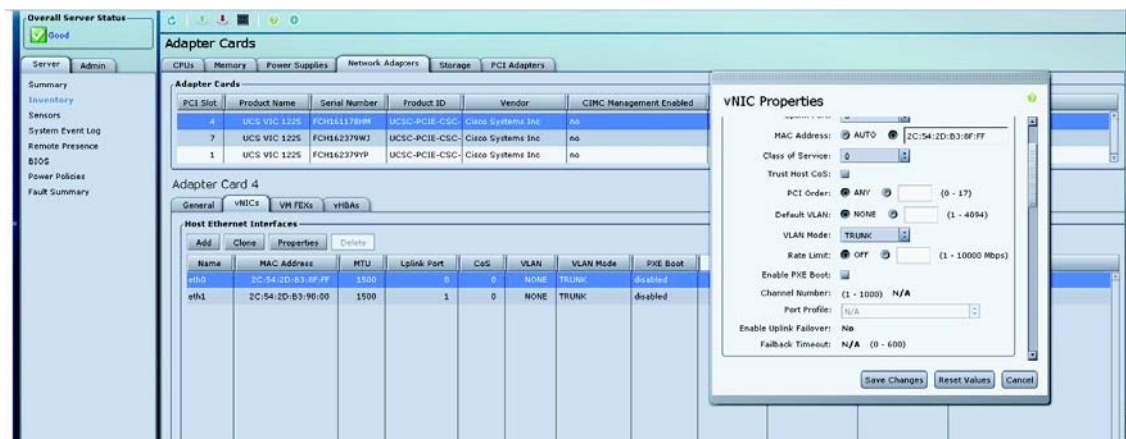 Overall Server Status
Good
Server Admin
Summary
Inventory
Sensors
System Event Log
Remote Presence
BIOS
Power Policies
Fault Summary
Adapter Cards
CPUs Memory Power Supplies Network Adapters Storage PCI Adapters
Adapter Cards
PCI Slot Product Name Serial Number Product ID Vendor CIMC Management Enabled
4 UCS VIC 1225 FCH161178HM UCSC-PCIE-CSC- Cisco Systems Inc no
7 UCS VIC 1225 FCH162379WJ UCSC-PCIE-CSC- Cisco Systems Inc no
1 UCS VIC 1225 FCH162379YP UCSC-PCIE-CSC- Cisco Systems Inc no
Adapter Card 4
General vNICs VM FEXs vHBAs
Host Ethernet Interfaces
Add Clone Properties Delete
Name MAC Address MTU Uplink Port CoS VLAN VLAN Mode PXE Boot
eth0 2C:54:2D:B3:8F:FF 1500 0 0 NONE TRUNK disabled
eth1 2C:54:2D:B3:90:00 1500 1 0 NONE TRUNK disabled
vNIC Properties
MAC Address: AUTO 2C:54:2D:B3:8F:FF
Class of Service: 0
Trust Host CoS:
PCI Order: ANY (0 - 17)
Default VLAN: NONE (1 - 4094)
VLAN Mode: TRUNK
Rate Limit: OFF (1 - 10000 Mbps)
Enable PXE Boot:
Channel Number: (1 - 1000) N/A
Port Profile: N/A
Enable Uplink Failover: No
Failback Timeout: N/A (0 - 600)
Save Changes Reset Values Cancel